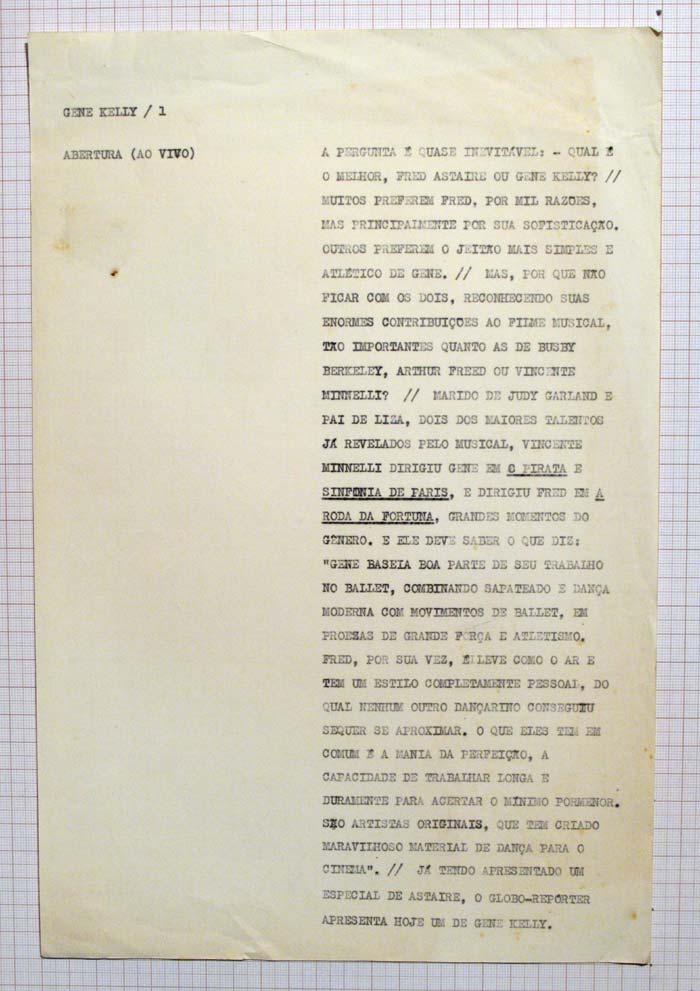 GENE KELLY / 1
ABERTURA (AO VIVO)
A PERGUNTA É QUASE INEVITÁVEL: - QUAL É
O MELHOR, FRED ASTAIRE OU GENE KELLY? //
MUITOS PREFEREM FRED, POR MIL RAZOES,
MAS PRINCIPALMENTE POR SUA SOFISTICAÇÃO.
OUTROS PREFEREM O JEITÃO MAIS SIMPLES E
ATLÉTICO DE GENE. // MAS, POR QUE NÃO
FICAR COM OS DOIS, RECONHECENDO SUAS
ENORMES CONTRIBUIÇÕES AO FILME MUSICAL,
TÃO IMPORTANTES QUANTO AS DE BUSBY
BERKELEY, ARTHUR FREED OU VINCENTE
MINNELLI? // MARIDO DE JUDY GARLAND E
PAI DE LIZA, DOIS DOS MAIORES TALENTOS
JÁ REVELADOS PELO MUSICAL, VINCENTE
MINNELLI DIRIGIU GENE EM O PIRATA E
SINFONIA DE PARIS, E DIRIGIU FRED EM A
RODA DA FORTUNA, GRANDES MOMENTOS DO
GÊNERO. E ELE DEVE SABER O QUE DIZ:
"GENE BASEIA BOA PARTE DE SEU TRABALHO
NO BALLET, COMBINANDO SAPATEADO E DANÇA
MODERNA COM MOVIMENTOS DE BALLET, EM
PROEZAS DE GRANDE FORÇA E ATLETISMO.
FRED, POR SUA VEZ, É LEVE COMO O AR E
TEM UM ESTILO COMPLETAMENTE PESSOAL, DO
QUAL NENHUM OUTRO DANÇARINO CONSEGUIU
SEQUER SE APROXIMAR. O QUE ELES TEM EM
COMUM É A MANIA DA PERFEIÇÃO, A
CAPACIDADE DE TRABALHAR LONGA E
DURAMENTE PARA ACERTAR O MÍNIMO PORMENOR.
SÃO ARTISTAS ORIGINAIS, QUE TEM CRIADO
MARAVILHOSO MATERIAL DE DANÇA PARA O
CINEMA". // JÁ TENDO APRESENTADO UM
ESPECIAL DE ASTAIRE, O GLOBO-REPÓRTER
APRESENTA HOJE UM DE GENE KELLY.